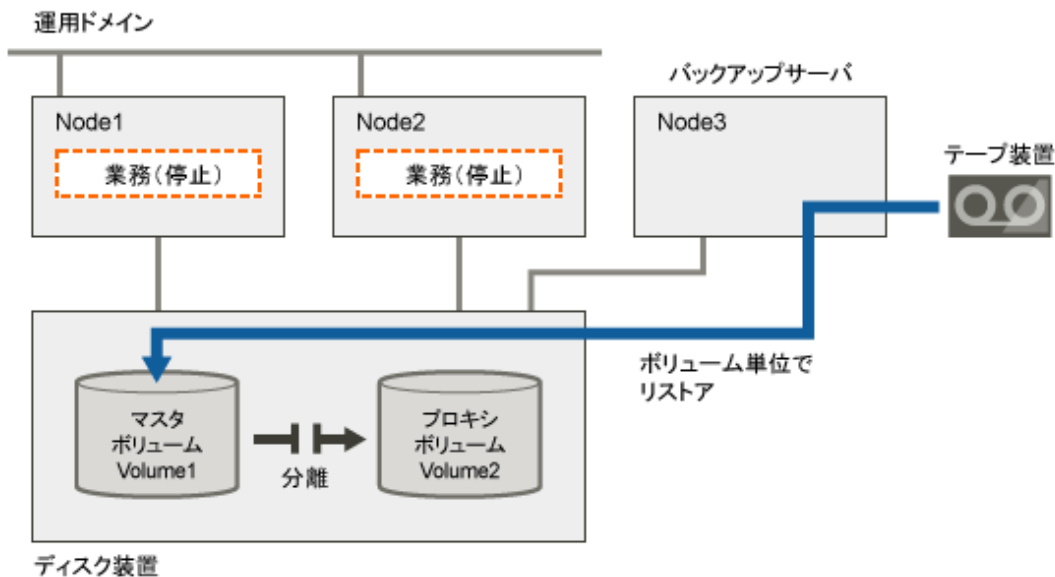 運用ドメイン
バックアップサーバ
Node1
Node2
Node3
業務(停止)
業務(停止)
テープ装置
ボリューム単位で
リストア
マスタ
ボリューム
Volume1
分離
プロキシ
ボリューム
Volume2
ディスク装置